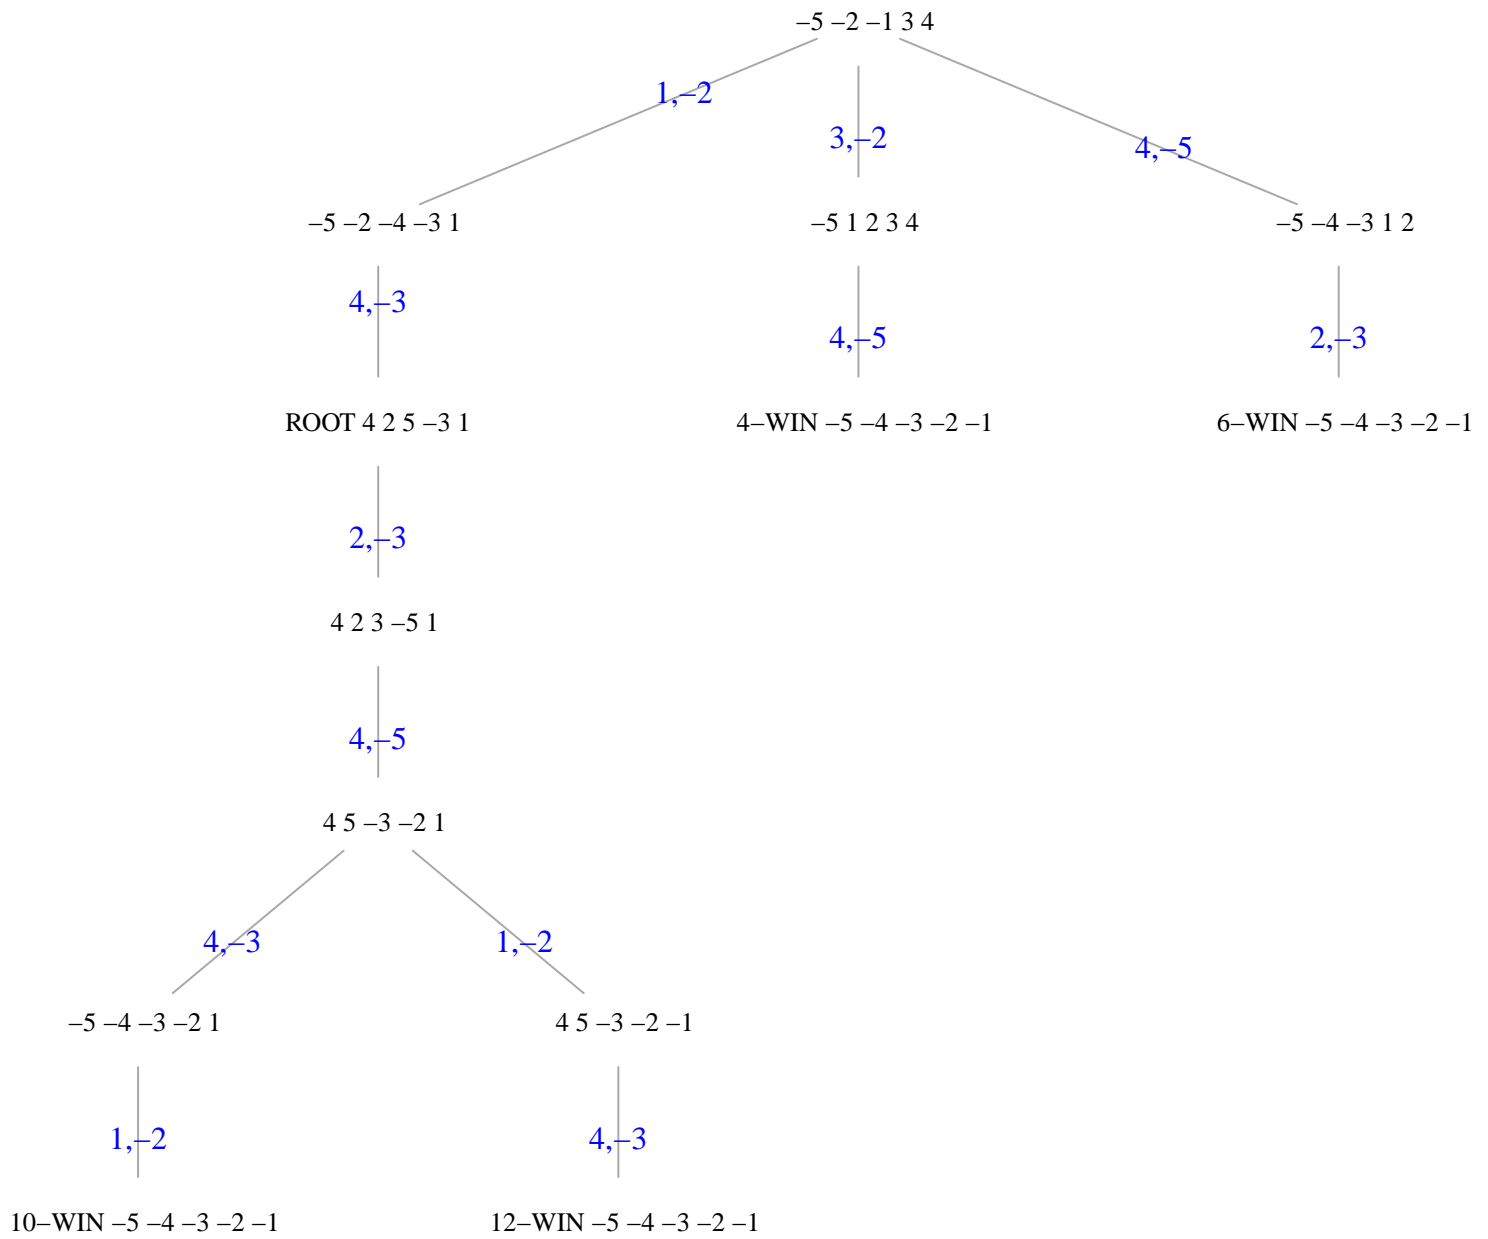 –5 –2 –1 3 4
1,–2
3,–2
4,–5
–5 –2 –4 –3 1
–5 1 2 3 4
–5 –4 –3 1 2
4,–3
4,–5
2,–3
ROOT 4 2 5 –3 1
4–WIN –5 –4 –3 –2 –1
6–WIN –5 –4 –3 –2 –1
2,–3
4 2 3 –5 1
4,–5
4 5 –3 –2 1
4,–3
1,–2
–5 –4 –3 –2 1
4 5 –3 –2 –1
1,–2
4,–3
10–WIN –5 –4 –3 –2 –1
12–WIN –5 –4 –3 –2 –1